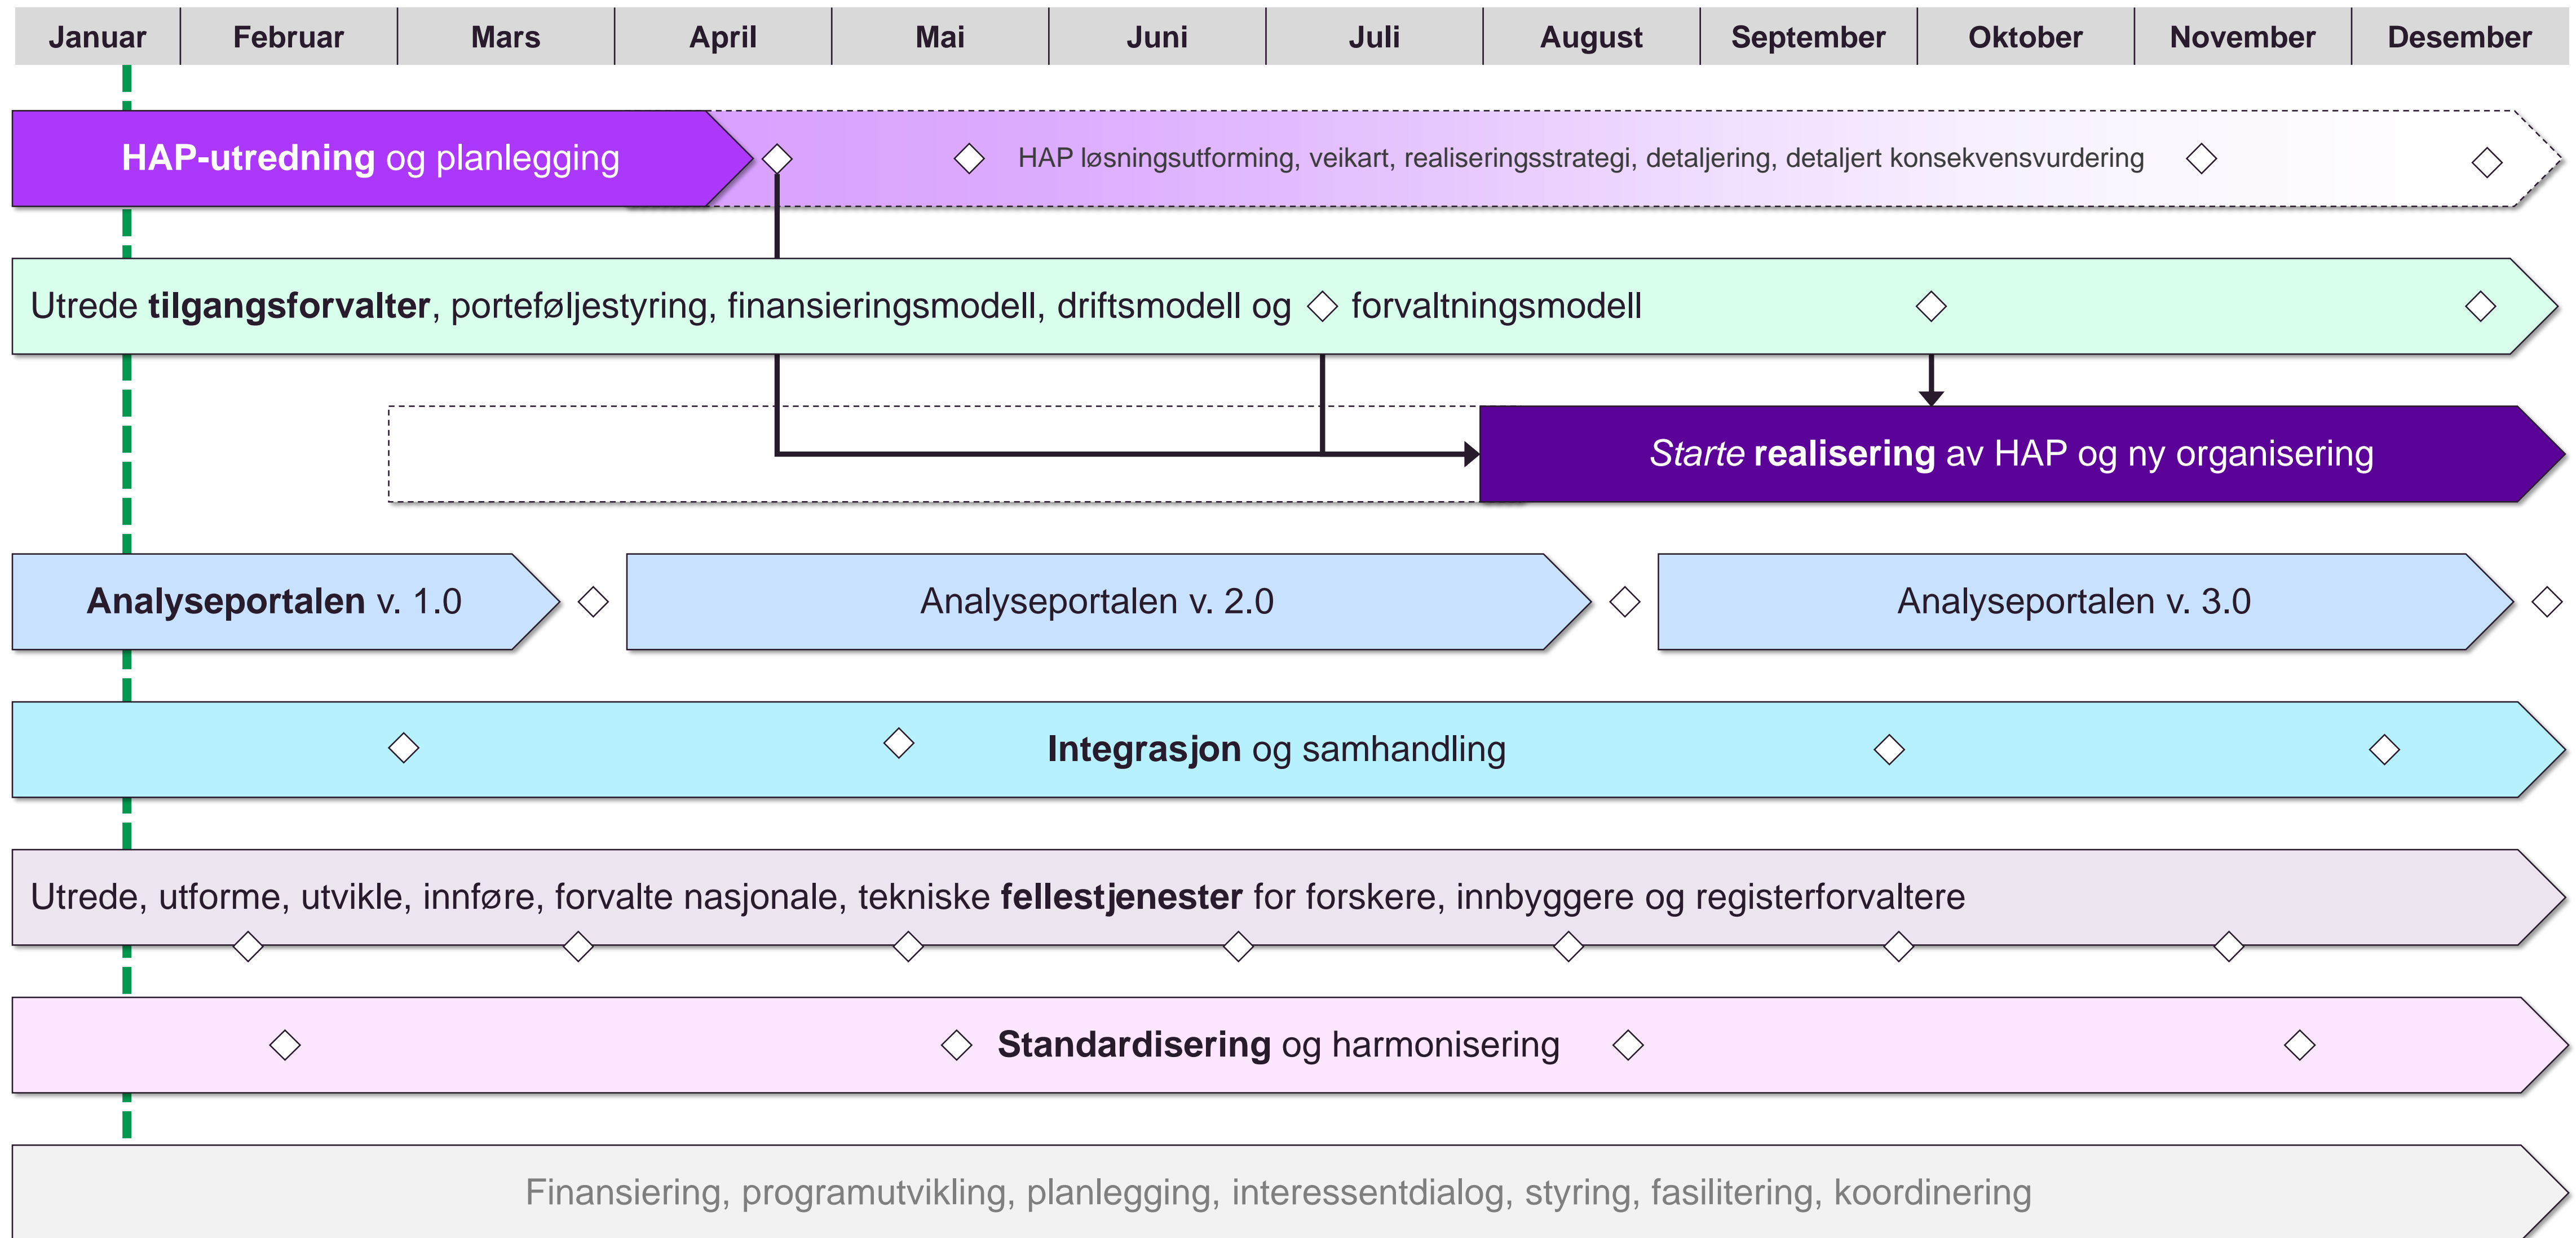 Januar Februar Mars April Mai Juni Juli August September Oktober November Desember
HAP-utredning og planlegging
HAP løsningsutforming, veikart, realiseringsstrategi, detaljering, detaljert konsekvensvurdering
Utrede tilgangsforvalter, porteføljestyring, finansieringsmodell, driftsmodell og forvaltningsmodell
Starte realisering av HAP og ny organisering
Analyseportalen v. 1.0
Analyseportalen v. 2.0
Analyseportalen v. 3.0
Integrasjon og samhandling
Utrede, utforme, utvikle, innføre, forvalte nasjonale, tekniske fellestjenester for forskere, innbyggere og registerforvaltere
Standardisering og harmonisering
Finansiering, programutvikling, planlegging, interessentdialog, styring, fasilitering, koordinering